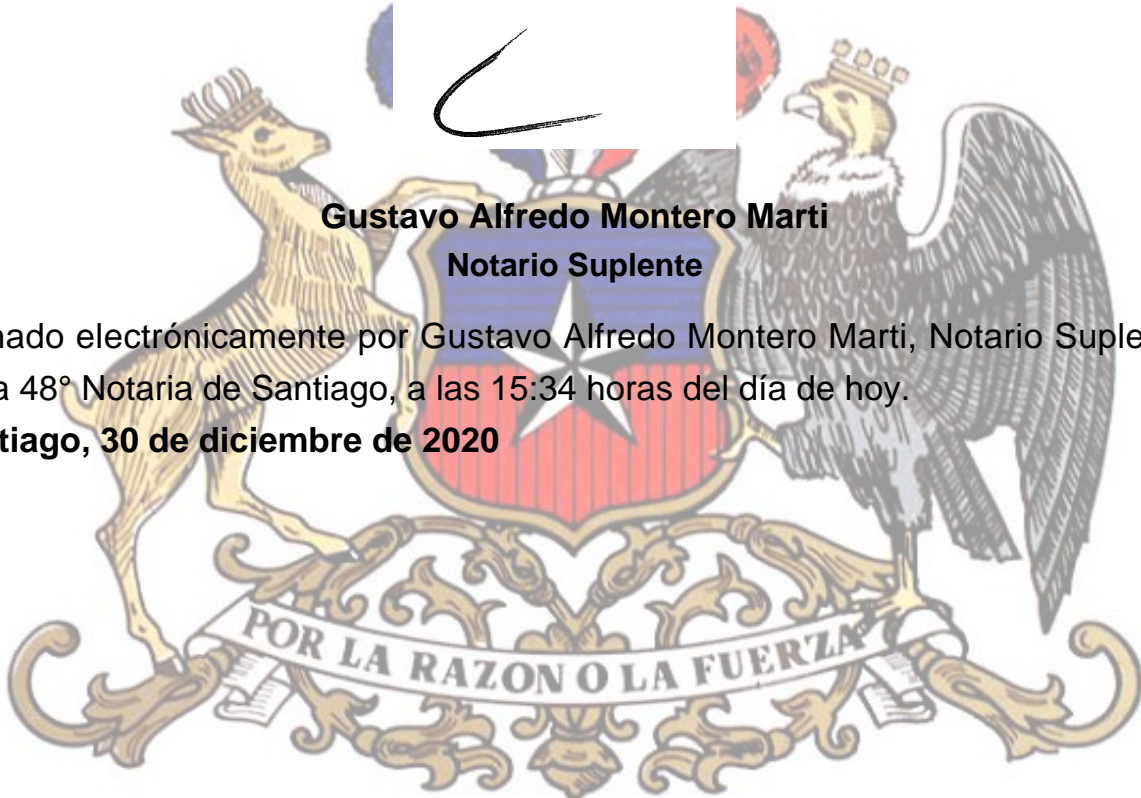 Gustavo Alfredo Montero Marti
Notario Suplente
nado electrónicamente por Gustavo Alfredo Montero Marti, Notario Suple
a 48° Notaria de Santiago, a las 15:34 horas del día de hoy.
tiago, 30 de diciembre de 2020
POR LA RAZON O LA FUERZA